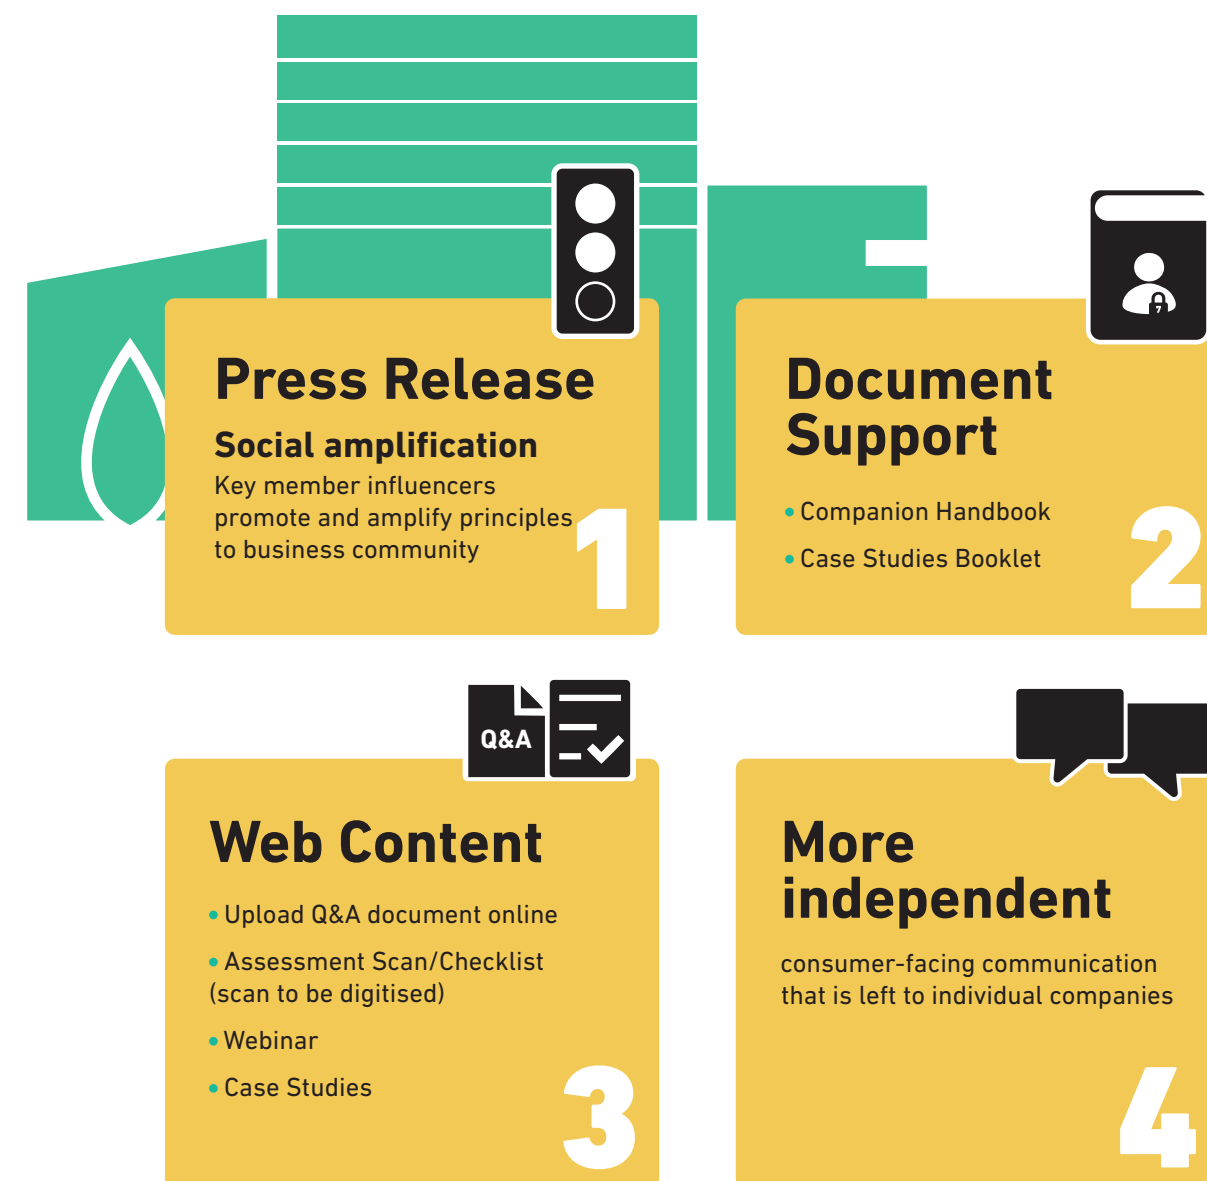 Press Release
Social amplification
Key member influencers
promote and amplify principles
to business community
1
7
Document
Support
• Companion Handbook
• Case Studies Booklet
2
Q&A
Web Content
• Upload Q&A document online
• Assessment Scan/Checklist
(scan to be digitised)
• Webinar
• Case Studies
3
More
independent
consumer-facing communication
that is left to individual companies
4